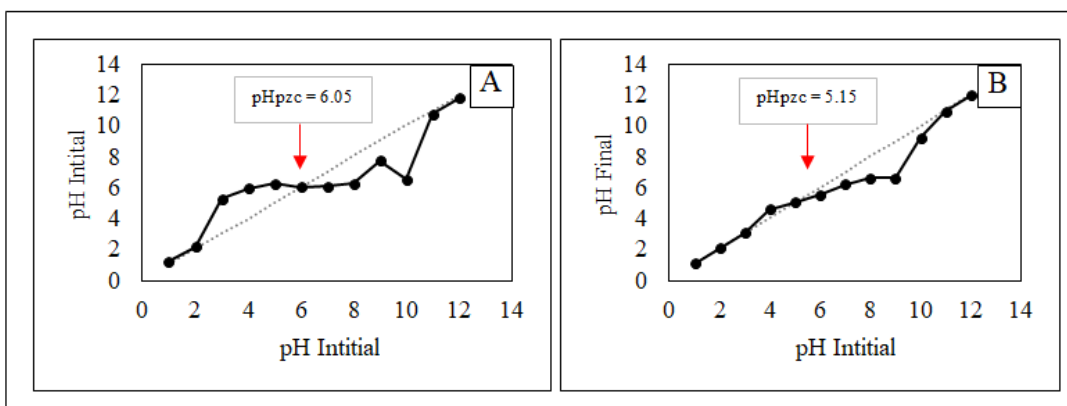 A
pHpzc = 6.05
14
12
10
8
6
4
2
0
pH Intital
0 2 4 6 8 10 12 14
pH Intitial
B
pHpzc = 5.15
14
12
10
8
6
4
2
0
pH Final
0 2 4 6 8 10 12 14
pH Intitial